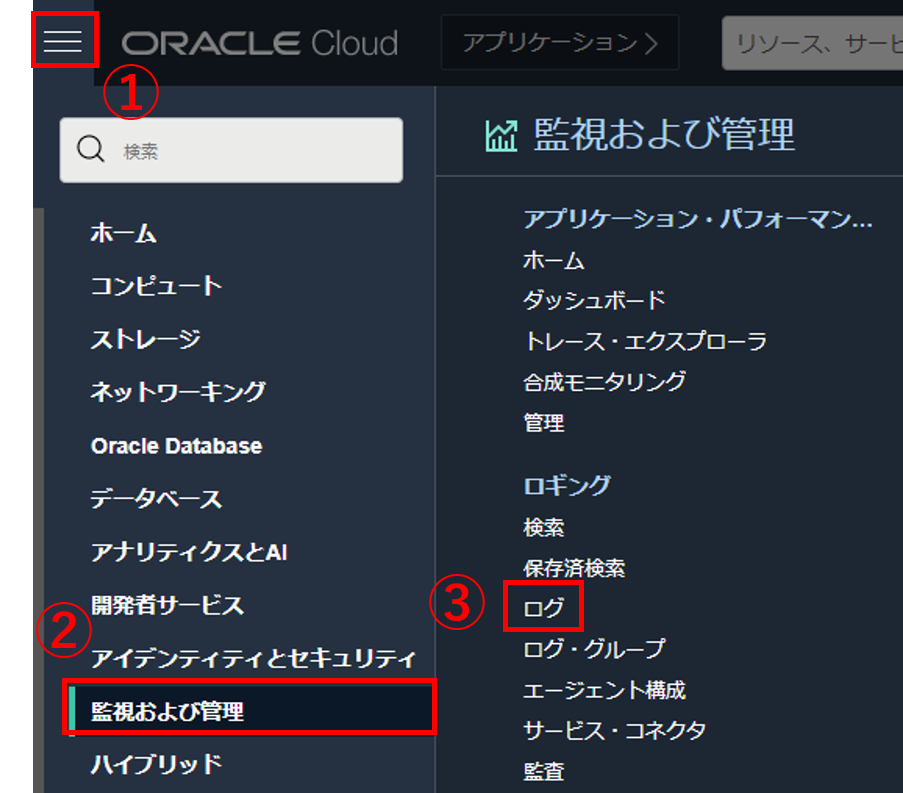 ORACLE Cloud
アプリケーション
リソース、サービ
①
検索
ホーム
コンピュート
ストレージ
ネットワーキング
Oracle Database
データベース
アナリティクスとAI
開発者サービス
②
アイデンティティとセキュリティ
監視および管理
ハイブリッド
監視および管理
アプリケーション・パフォーマン...
ホーム
ダッシュボード
トレース・エクスプローラ
合成モニタリング
管理
ロギング
検索
保存済検索
③
ログ
ログ・グループ
エージェント構成
サービス・コネクタ
監査